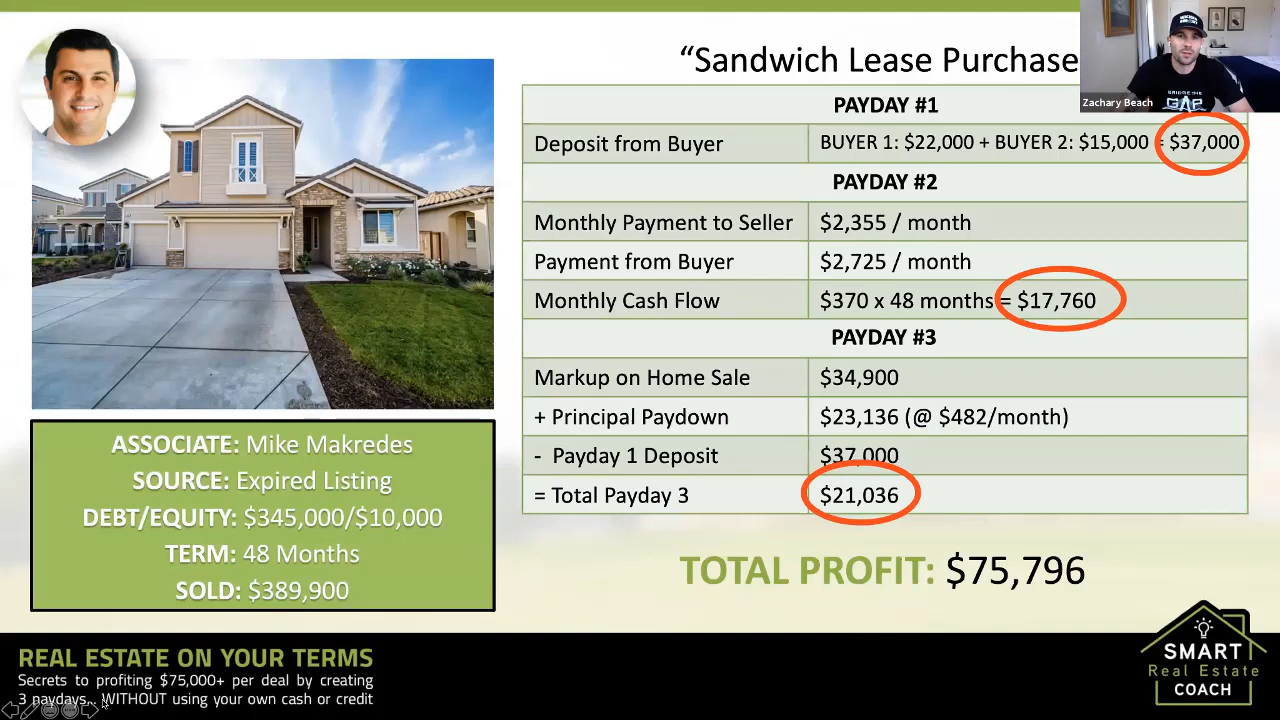 “Sandwich Lease Purchase
Zachary Beach
BRIDGE THE
GAP
PAYDAY #1
Deposit from Buyer BUYER 1: $22,000 + BUYER 2: $15,000 = $37,000
PAYDAY #2
Monthly Payment to Seller $2,355 / month
Payment from Buyer $2,725 / month
Monthly Cash Flow $370 x 48 months = $17,760
PAYDAY #3
Markup on Home Sale $34,900
+ Principal Paydown $23,136 (@ $482/month)
- Payday 1 Deposit $37,000
= Total Payday 3 $21,036
TOTAL PROFIT: $75,796
ASSOCIATE: Mike Makredes
SOURCE: Expired Listing
DEBT/EQUITY: $345,000/$10,000
TERM: 48 Months
SOLD: $389,900
REAL ESTATE ON YOUR TERMS
Secrets to profiting $75,000+ per deal by creating
3 paydays... WITHOUT using your own cash or credit
SMART
Real Estate
COACH